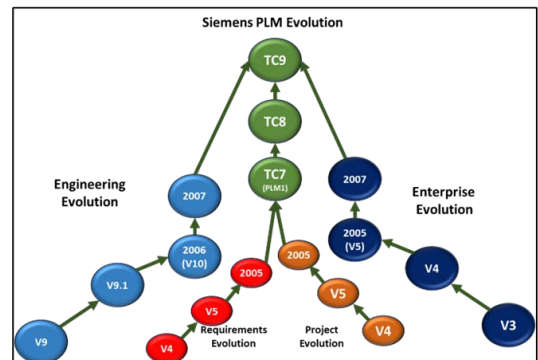 Siemens PLM Evolution
TC9
TC8
TC7
(PLM1)
Engineering
Evolution
2007
2007
Enterprise
Evolution
2006
(V10)
2005
(V5)
2005
2005
V4
V9.1
V5
V5
V9
V4
Requirements
Evolution
Project
Evolution
V4
V3